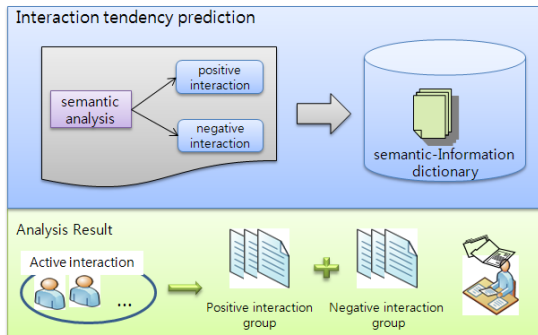 Interaction tendency prediction
positive
interaction
semantic
analysis
negative
interaction
semantic-Information
dictionary
Analysis Result
Active interaction
...
Positive interaction
group
Negative interaction
group